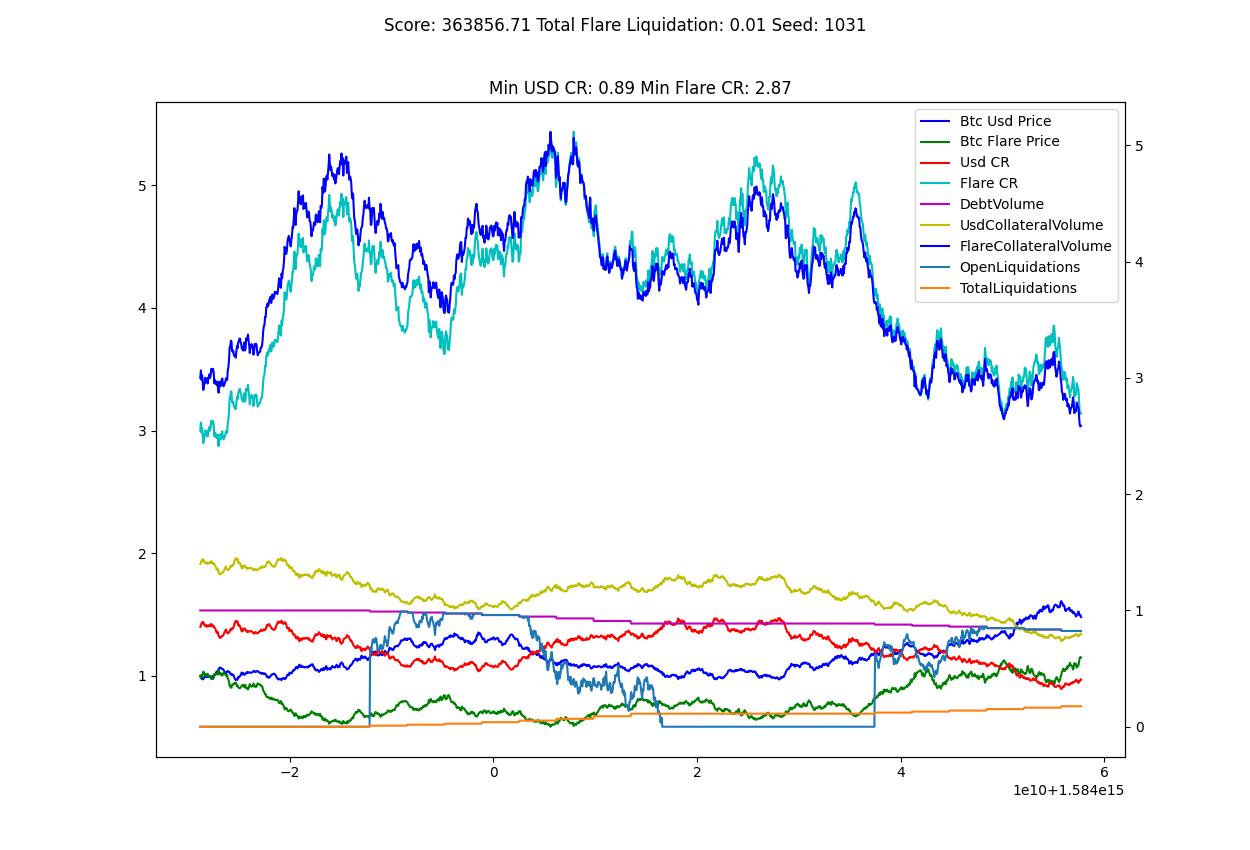 Score: 363856.71 Total Flare Liquidation: 0.01 Seed: 1031
Min USD CR: 0.89 Min Flare CR: 2.87
Btc Usd Price
Btc Flare Price
Usd CR
Flare CR
DebtVolume
UsdCollateralVolume
FlareCollateralVolume
OpenLiquidations
TotalLiquidations
5
4
3
2
1
5
4
3
2
1
0
−2
0
2
4
6
1e10+1.584e15